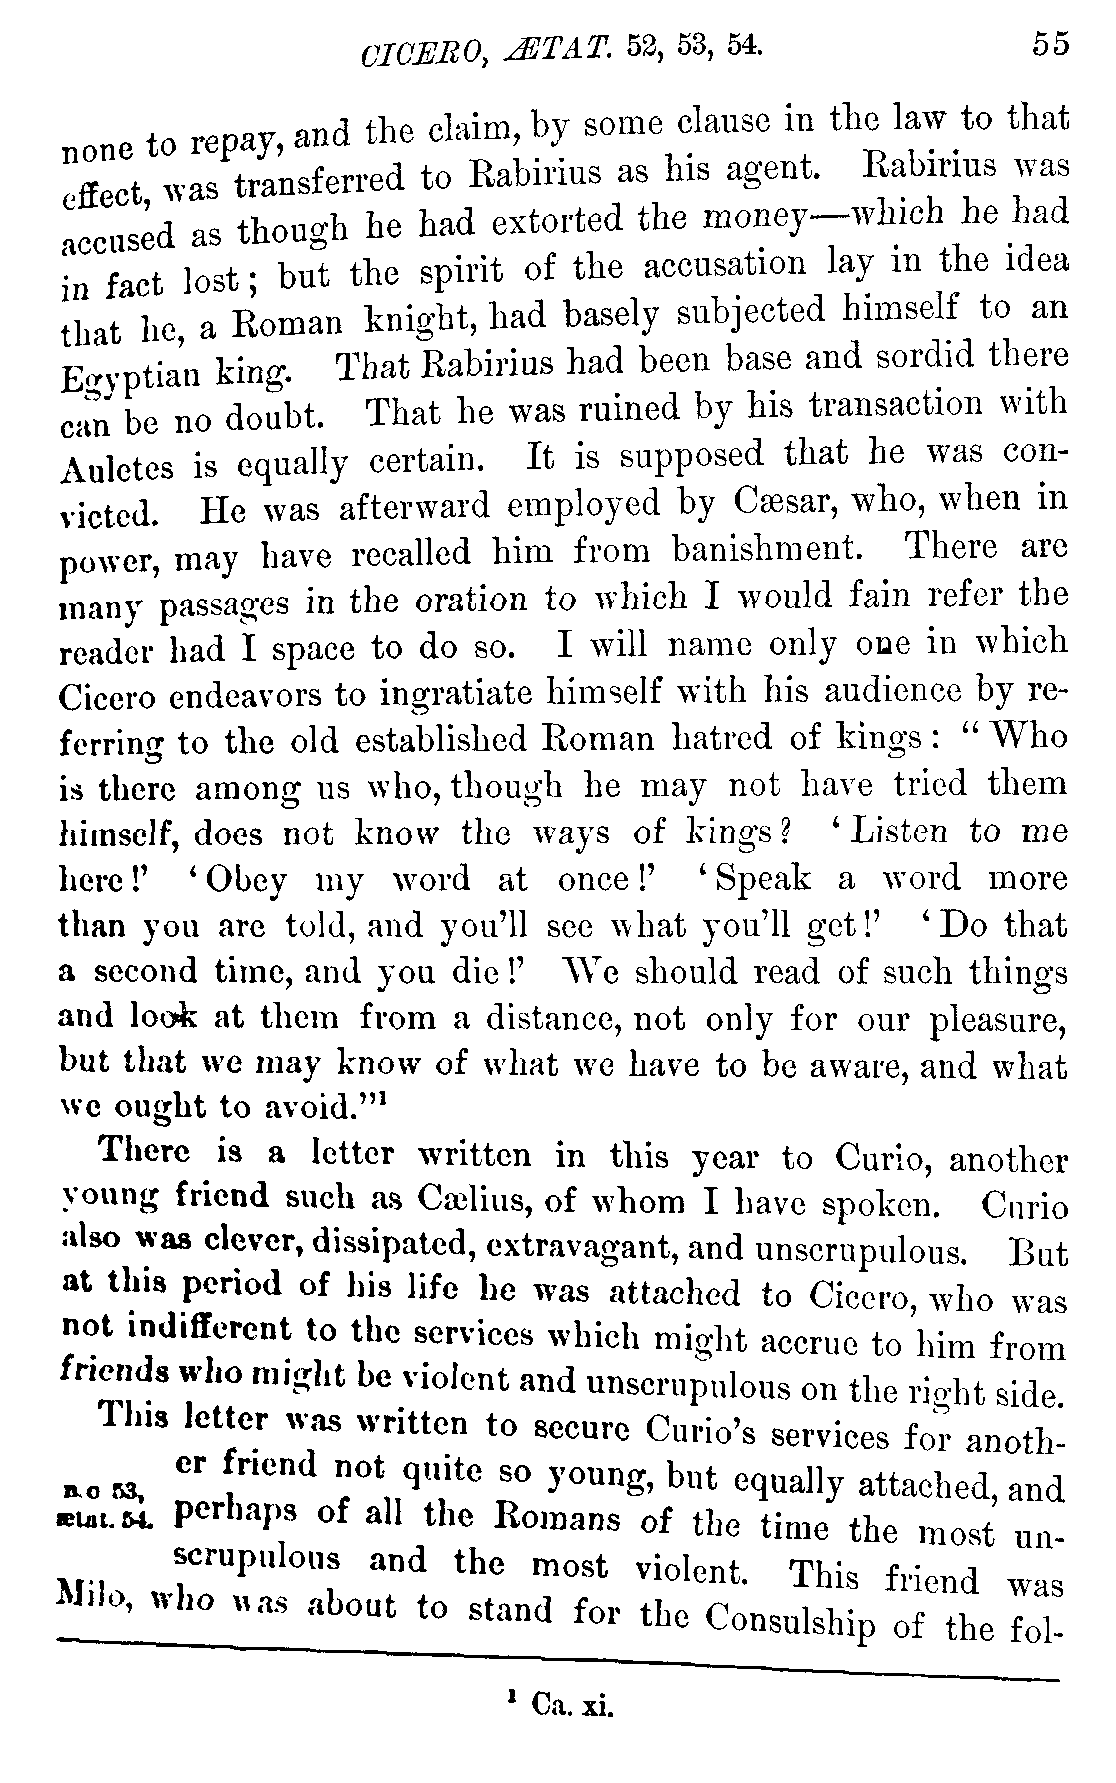 CICERO, ÆTAT. 52, 53, 54. 55
none to repay, and the claim, by some clause in the law to that
effect, was transferred to Rabirius as his agent. Rabirius was
accused as though he had extorted the money—which he had
in fact lost; but the spirit of the accusation lay in the idea
that he, a Roman knight, had basely subjected himself to an
Egyptian king. That Rabirius had been base and sordid there
can be no doubt. That he was ruined by his transaction with
Auletes is equally certain. It is supposed that he was con-
victed. He was afterward employed by Cæsar, who, when in
power, may have recalled him from banishment. There are
many passages in the oration to which I would fain refer the
reader had I space to do so. I will name only one in which
Cicero endeavors to ingratiate himself with his audience by re-
ferring to the old established Roman hatred of kings: “Who
is there among us who, though he may not have tried them
himself, does not know the ways of kings? ‘Listen to me
here!’ ‘Obey my word at once!’ ‘Speak a word more
than you are told, and you'll see what you'll get!’ ‘Do that
a second time, and you die!’ We should read of such things
and look at them from a distance, not only for our pleasure,
but that we may know of what we have to be aware, and what
we ought to avoid.”¹
There is a letter written in this year to Curio, another
young friend such as Cælius, of whom I have spoken. Curio
also was clever, dissipated, extravagant, and unscrupulous. But
at this period of his life he was attached to Cicero, who was
not indifferent to the services which might accrue to him from
friends who might be violent and unscrupulous on the right side.
This letter was written to secure Curio's services for anoth-
er friend not quite so young, but equally attached, and
B.C 53,
ætat. 54.
perhaps of all the Romans of the time the most un-
scrupulous and the most violent. This friend was
Milo, who was about to stand for the Consulship of the fol-
¹ Ca. xi.